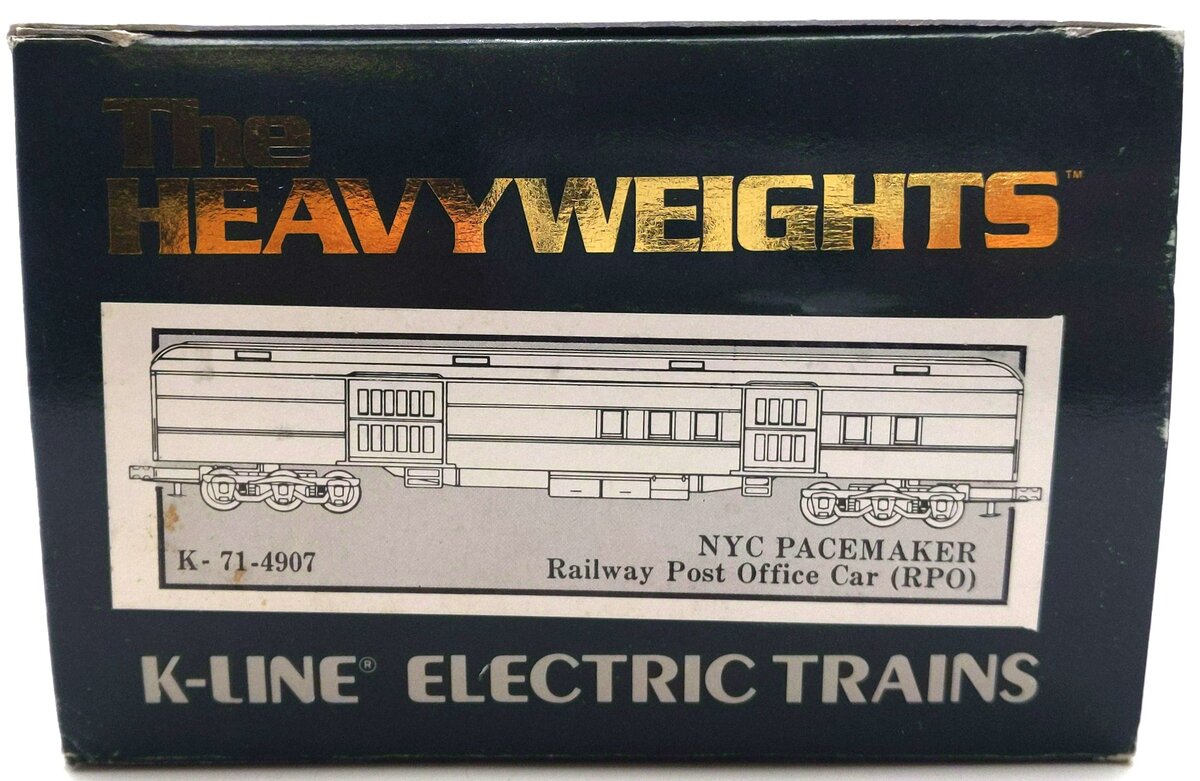 The
HEAVYWEIGHTS™
K- 71-4907
NYC PACEMAKER
Railway Post Office Car (RPO)
K-LINE® ELECTRIC TRAINS